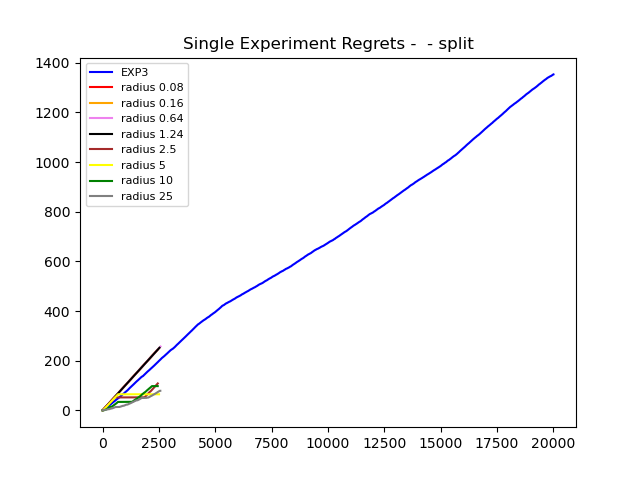 Single Experiment Regrets -  - split
1400
1200
1000
800
600
400
200
0
EXP3
radius 0.08
radius 0.16
radius 0.64
radius 1.24
radius 2.5
radius 5
radius 10
radius 25
0 2500 5000 7500 10000 12500 15000 17500 20000